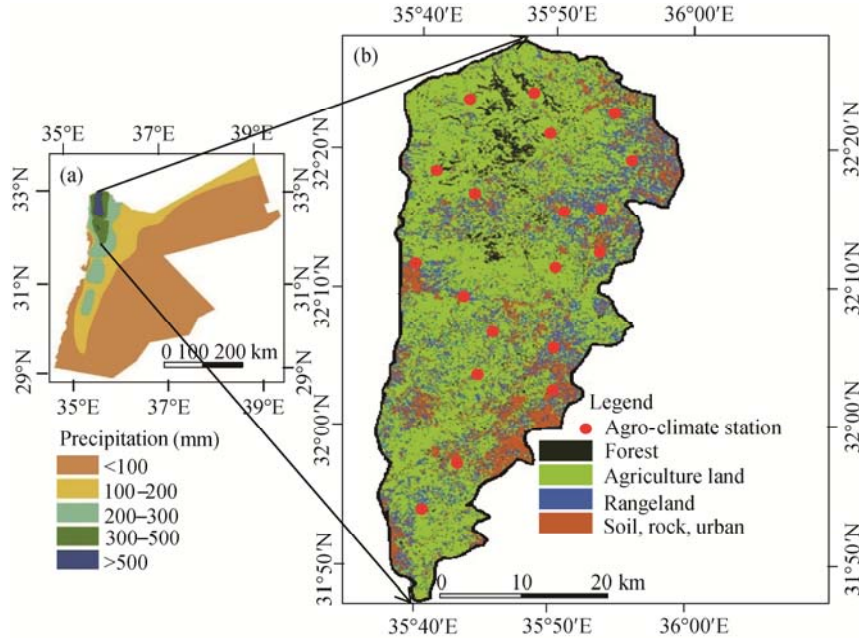 35°40′E 35°50′E 36°00′E
(b)
35°E 37°E 39°E
(a)
33°N 33°N
31°N 31°N
29°N 29°N
0 100 200 km
35°E 37°E 39°E
Precipitation (mm)
<100
100–200
200–300
300–500
>500
32°20′N 32°20′N
32°10′N 32°10′N
32°00′N 32°00′N
31°50′N 31°50′N
Legend
Agro-climate station
Forest
Agriculture land
Rangeland
Soil, rock, urban
0 10 20 km
35°40′E 35°50′E 36°00′E